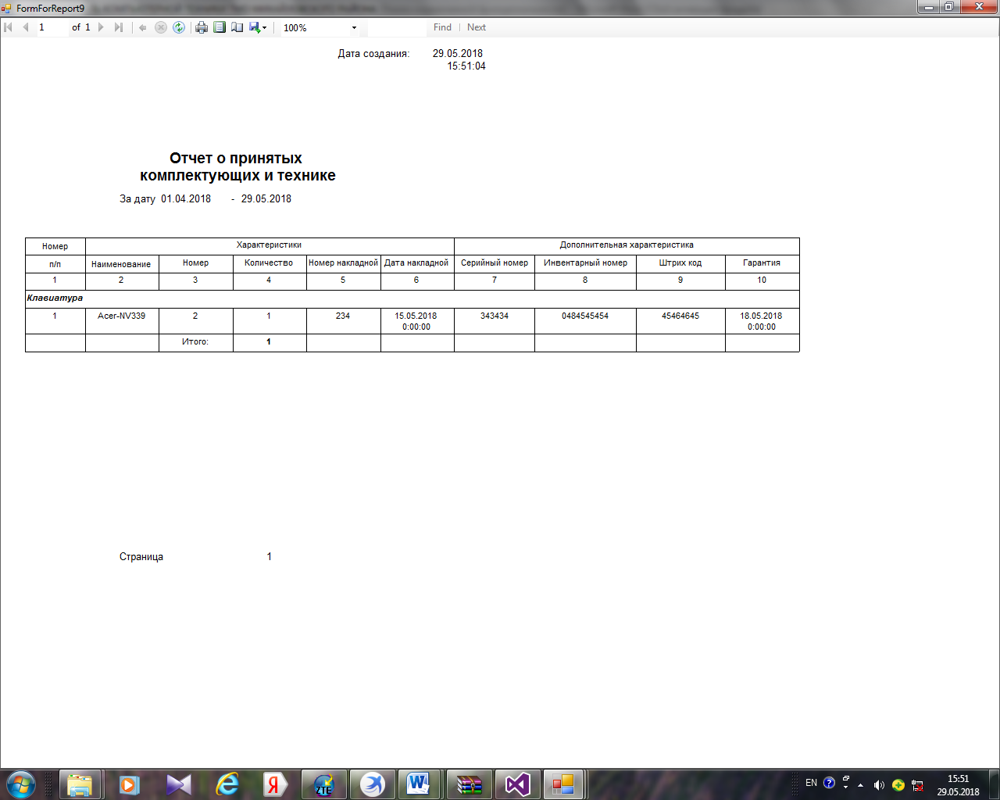 FormForReport9
1 of 1 100% Find | Next
Дата создания: 29.05.2018
15:51:04
Отчет о принятых
комплектующих и технике
За дату 01.04.2018 - 29.05.2018
Номер Характеристики Дополнительная характеристика
п/п Наименование Номер Количество Номер накладной Дата накладной Серийный номер Инвентарный номер Штрих код Гарантия
1 2 3 4 5 6 7 8 9 10
Клавиатура
1 Acer-NV339 2 1 234 15.05.2018 343434 0484545454 45464645 18.05.2018
0:00:00 0:00:00
Итого: 1
Страница 1
Я ZTE W EN 15:51
29.05.2018